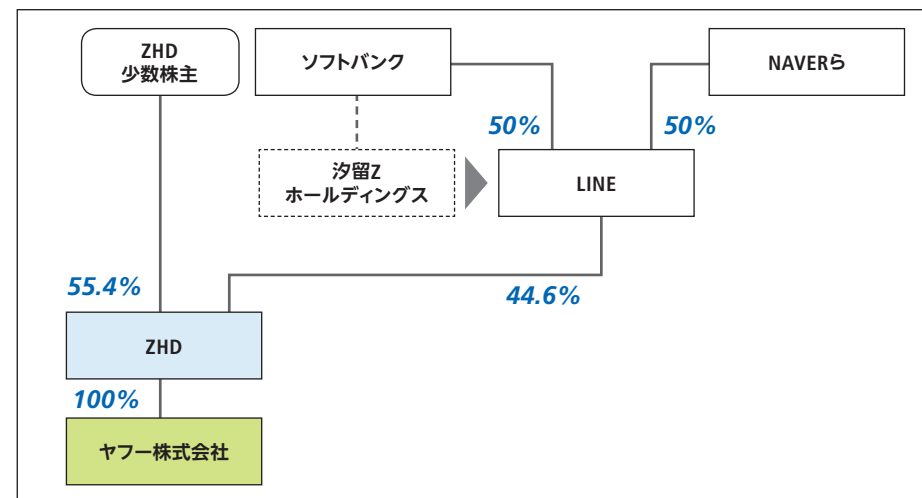 ZHD
少数株主
ソフトバンク
NAVERら
50%
50%
汐留Z
ホールディングス
LINE
55.4%
44.6%
ZHD
100%
ヤフー株式会社